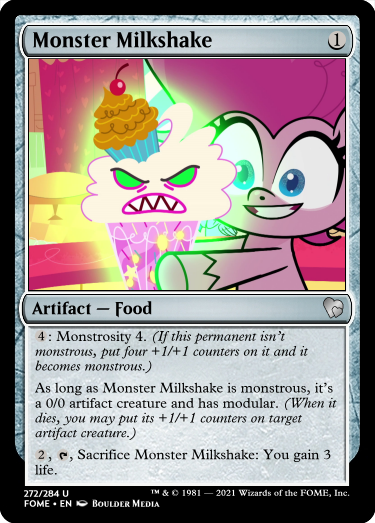 Monster Milkshake 1
Artifact — Food
4: Monstrosity 4. (If this permanent isn't
monstrous, put four +1/+1 counters on it and it
becomes monstrous.)
As long as Monster Milkshake is monstrous, it's
a 0/0 artifact creature and has modular. (When it
dies, you may put its +1/+1 counters on target
artifact creature.)
2, , Sacrifice Monster Milkshake: You gain 3
life.
272/284 U
FOME • EN Boulder Media
™ & © 1981 — 2021 Wizards of the FOME, Inc.